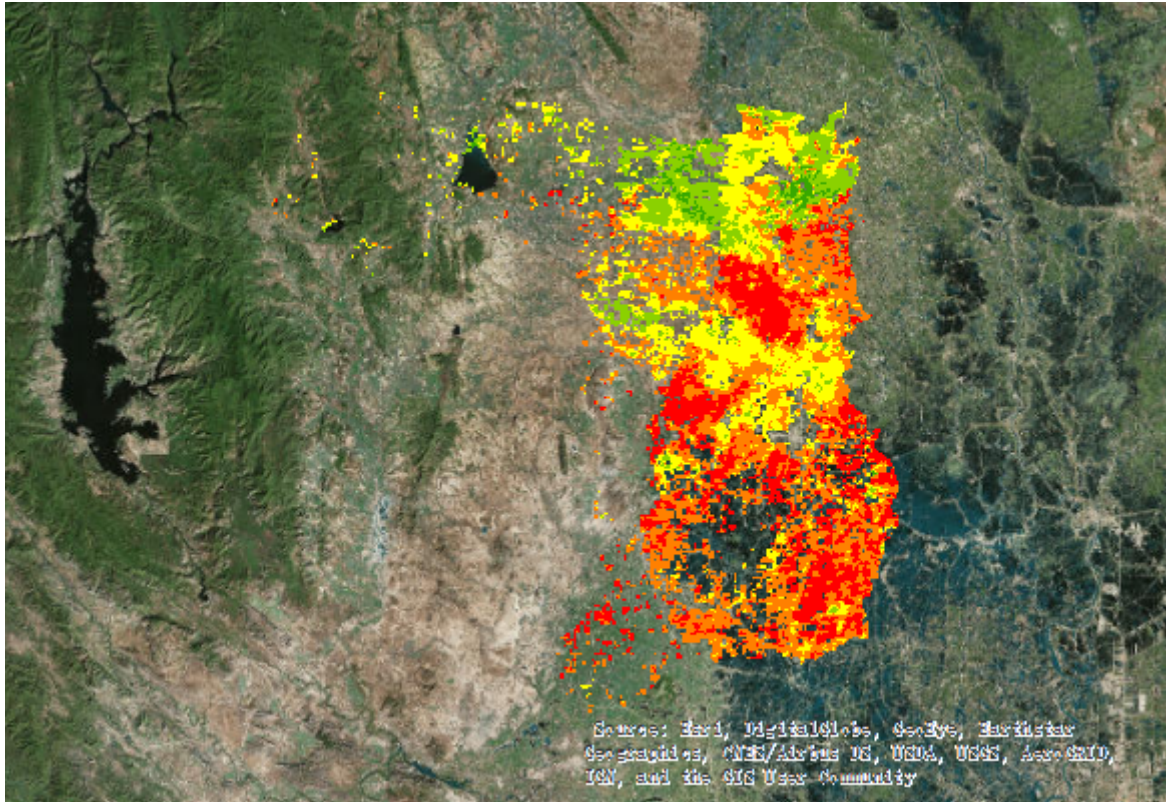 Source: Esri, DigitalGlobe, GeoEye, Earthstar
Geographics, CNES/Airbus DS, USDA, USGS, AeroGRID,
IGN, and the GIS User Community